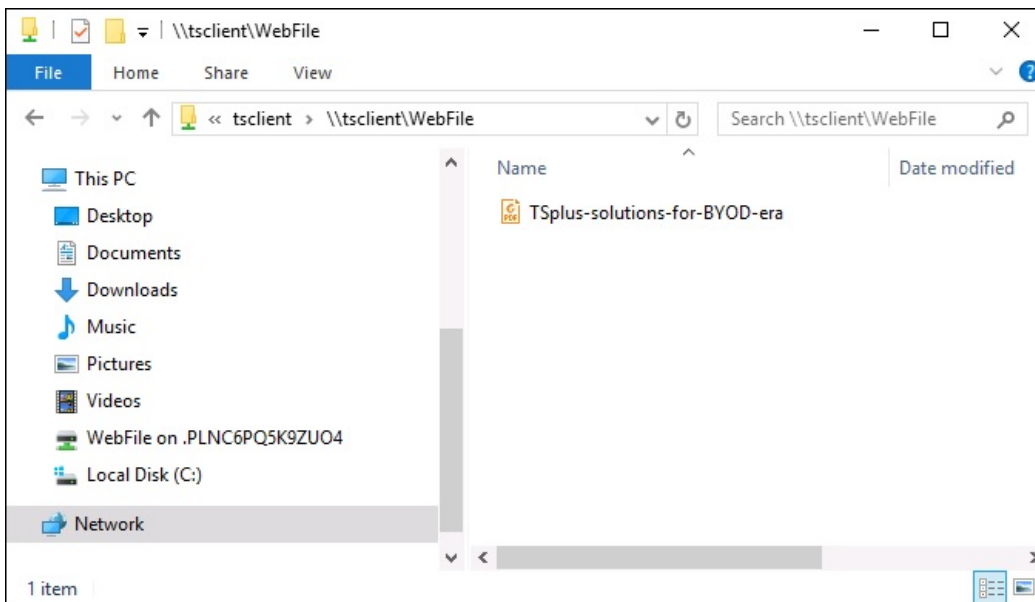 \\tsclient\WebFile
File Home Share View
« tsclient › \\tsclient\WebFile Search \\tsclient\WebFile
This PC
Desktop
Documents
Downloads
Music
Pictures
Videos
WebFile on .PLNC6PQ5K9ZUO4
Local Disk (C:)
Network
Name Date modified
PDF TSplus-solutions-for-BYOD-era
1 item